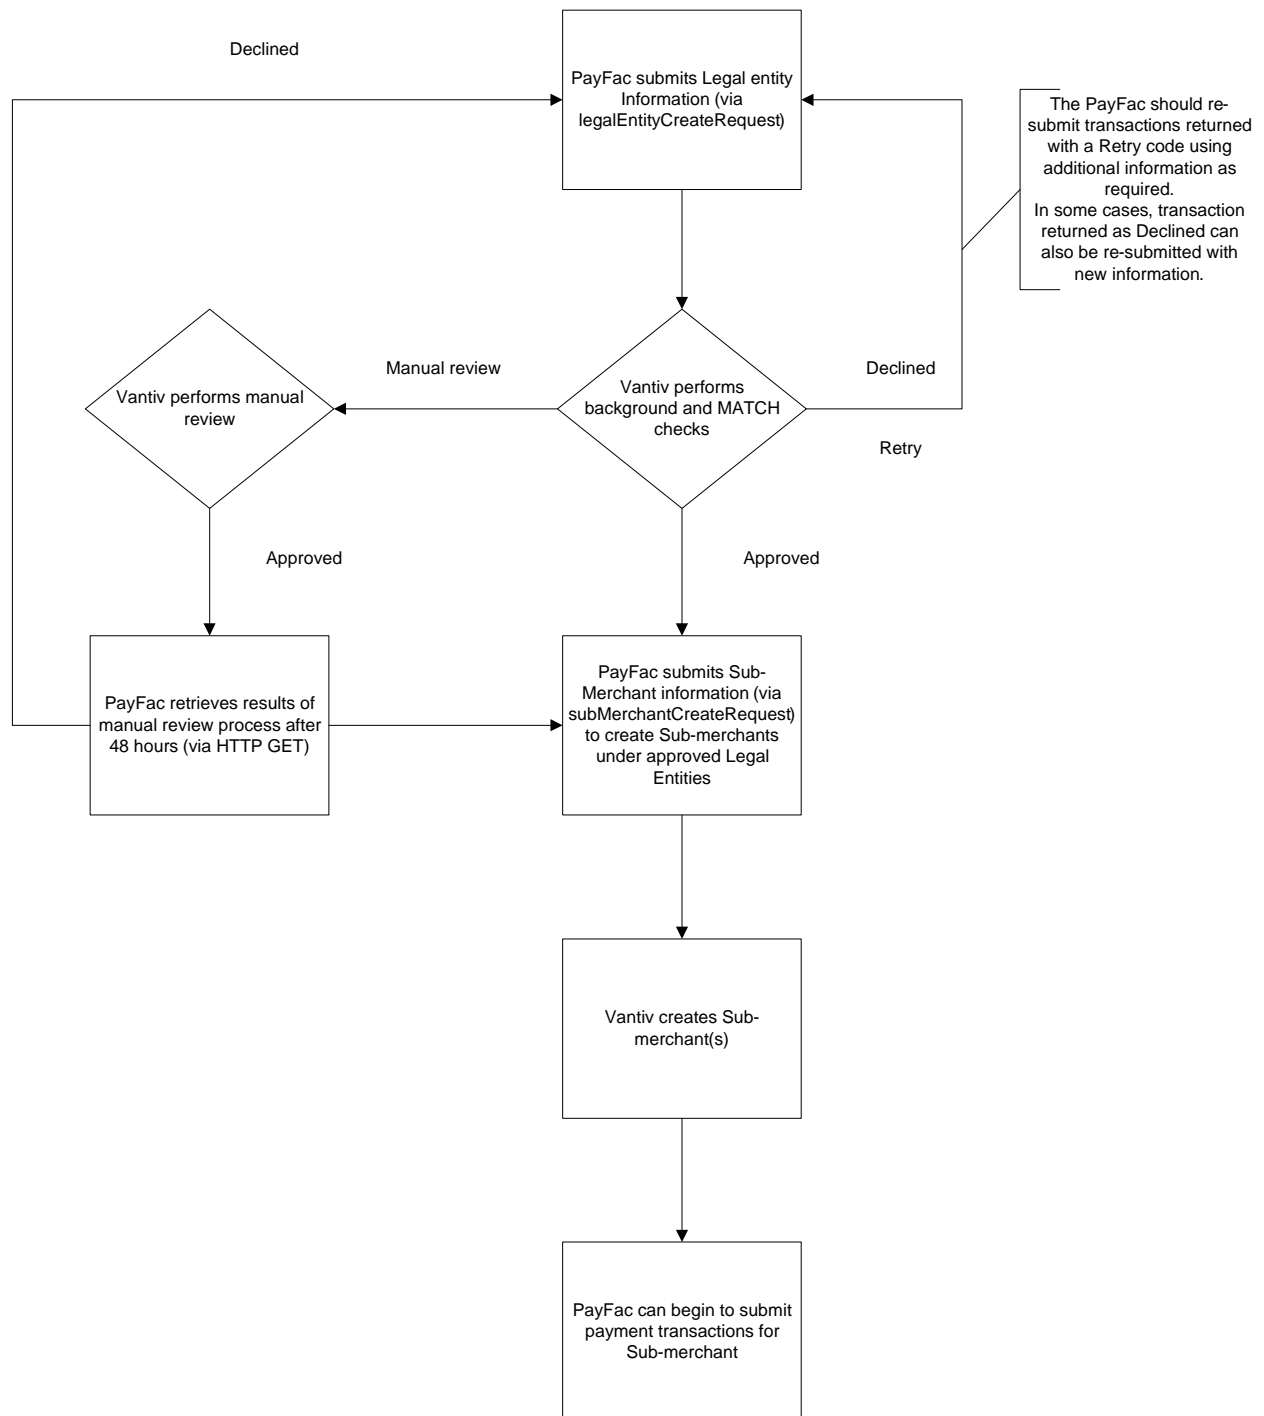 Declined
PayFac submits Legal entity
Information (via
legalEntityCreateRequest)
The PayFac should re-
submit transactions returned
with a Retry code using
additional information as
required.
In some cases, transaction
returned as Declined can
also be re-submitted with
new information.
Vantiv performs manual
review
Manual review
Vantiv performs
background and MATCH
checks
Declined
Retry
Approved
Approved
PayFac retrieves results of
manual review process after
48 hours (via HTTP GET)
PayFac submits Sub-
Merchant information (via
subMerchantCreateRequest)
to create Sub-merchants
under approved Legal
Entities
Vantiv creates Sub-
merchant(s)
PayFac can begin to submit
payment transactions for
Sub-merchant